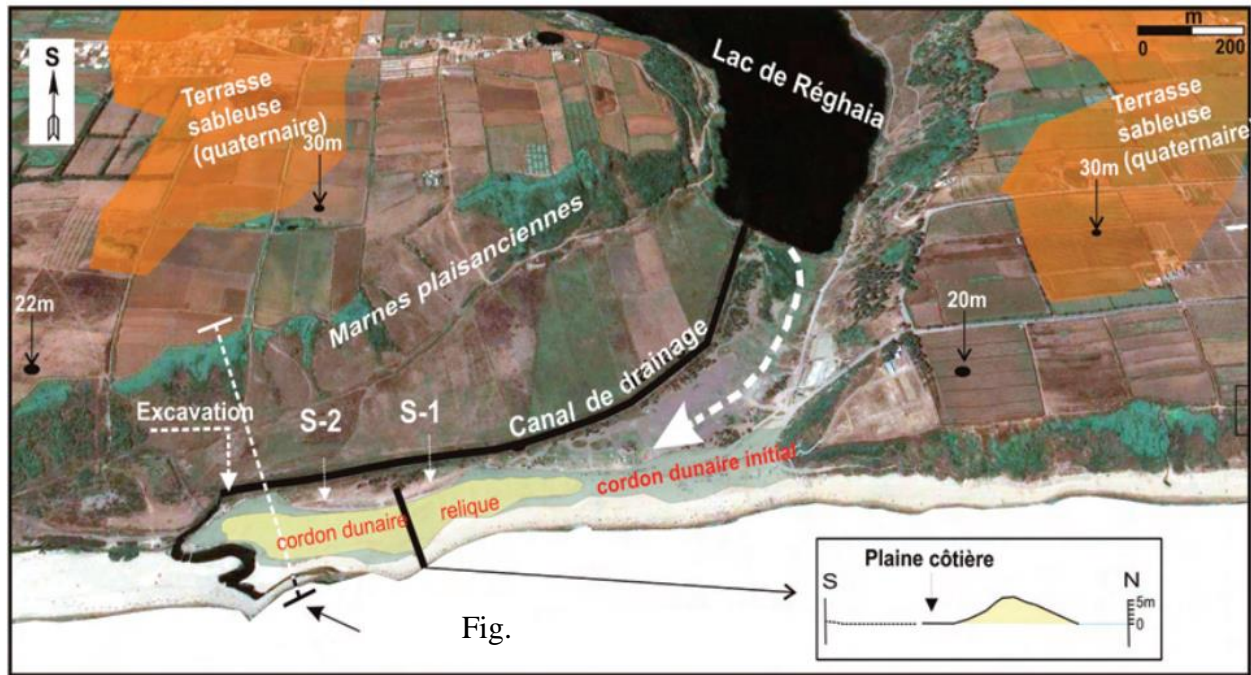 m
0 200
S
Terrasse
sableuse
(quaternaire)
30m
Lac de Réghaia
Terrasse
sableuse
(quaternaire)
30m
Marnes plaisanciennes
22m
20m
Excavation
S-2
S-1
Canal de drainage
cordon dunaire initial
cordon dunaire relique
Fig.
Plaine côtière
S
N
5m
0